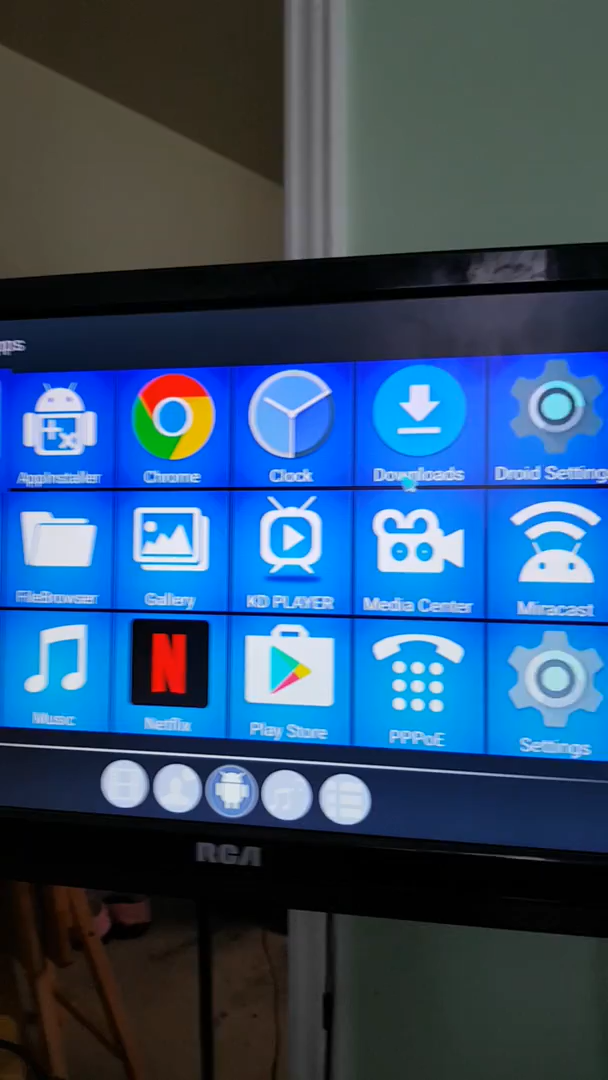 pps
AppInstaller
Chrome
Clock
Downloads
Droid Setting
FileBrowser
Gallery
KD PLAYER
Media Center
Miracast
Music
Netflix
Play Store
PPPoE
Settings
RCA